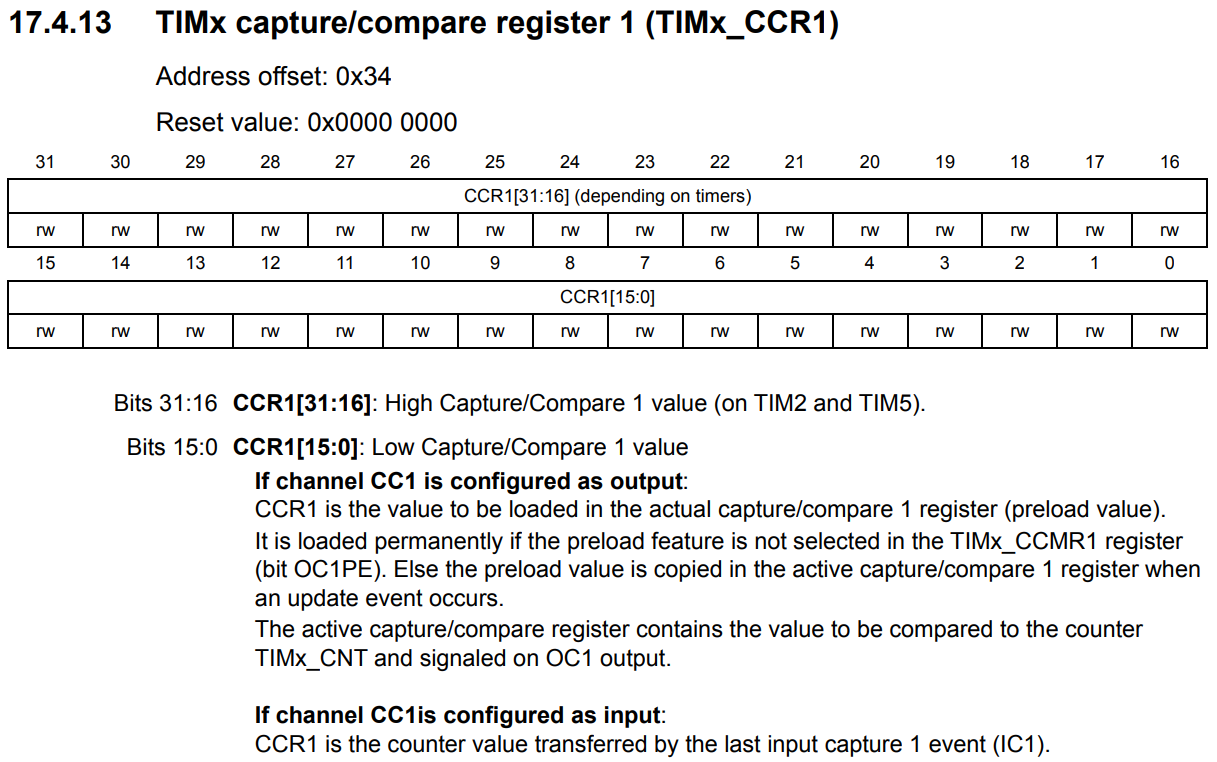 17.4.13 TIMx capture/compare register 1 (TIMx_CCR1)
Address offset: 0x34
Reset value: 0x0000 0000
31 30 29 28 27 26 25 24 23 22 21 20 19 18 17 16
CCR1[31:16] (depending on timers)
rw rw rw rw rw rw rw rw rw rw rw rw rw rw rw rw
15 14 13 12 11 10 9 8 7 6 5 4 3 2 1 0
CCR1[15:0]
rw rw rw rw rw rw rw rw rw rw rw rw rw rw rw rw
Bits 31:16 CCR1[31:16]: High Capture/Compare 1 value (on TIM2 and TIM5).
Bits 15:0 CCR1[15:0]: Low Capture/Compare 1 value
If channel CC1 is configured as output:
CCR1 is the value to be loaded in the actual capture/compare 1 register (preload value).
It is loaded permanently if the preload feature is not selected in the TIMx_CCMR1 register
(bit OC1PE). Else the preload value is copied in the active capture/compare 1 register when
an update event occurs.
The active capture/compare register contains the value to be compared to the counter
TIMx_CNT and signaled on OC1 output.
If channel CC1is configured as input:
CCR1 is the counter value transferred by the last input capture 1 event (IC1).